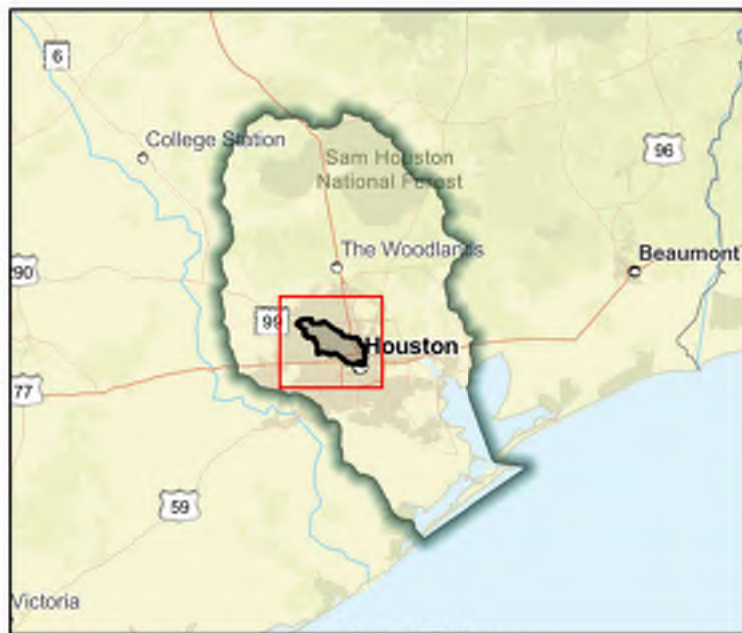 6
College Station
Sam Houston
National Forest
96
The Woodlands
Beaumont
90
99
Houston
77
59
Victoria